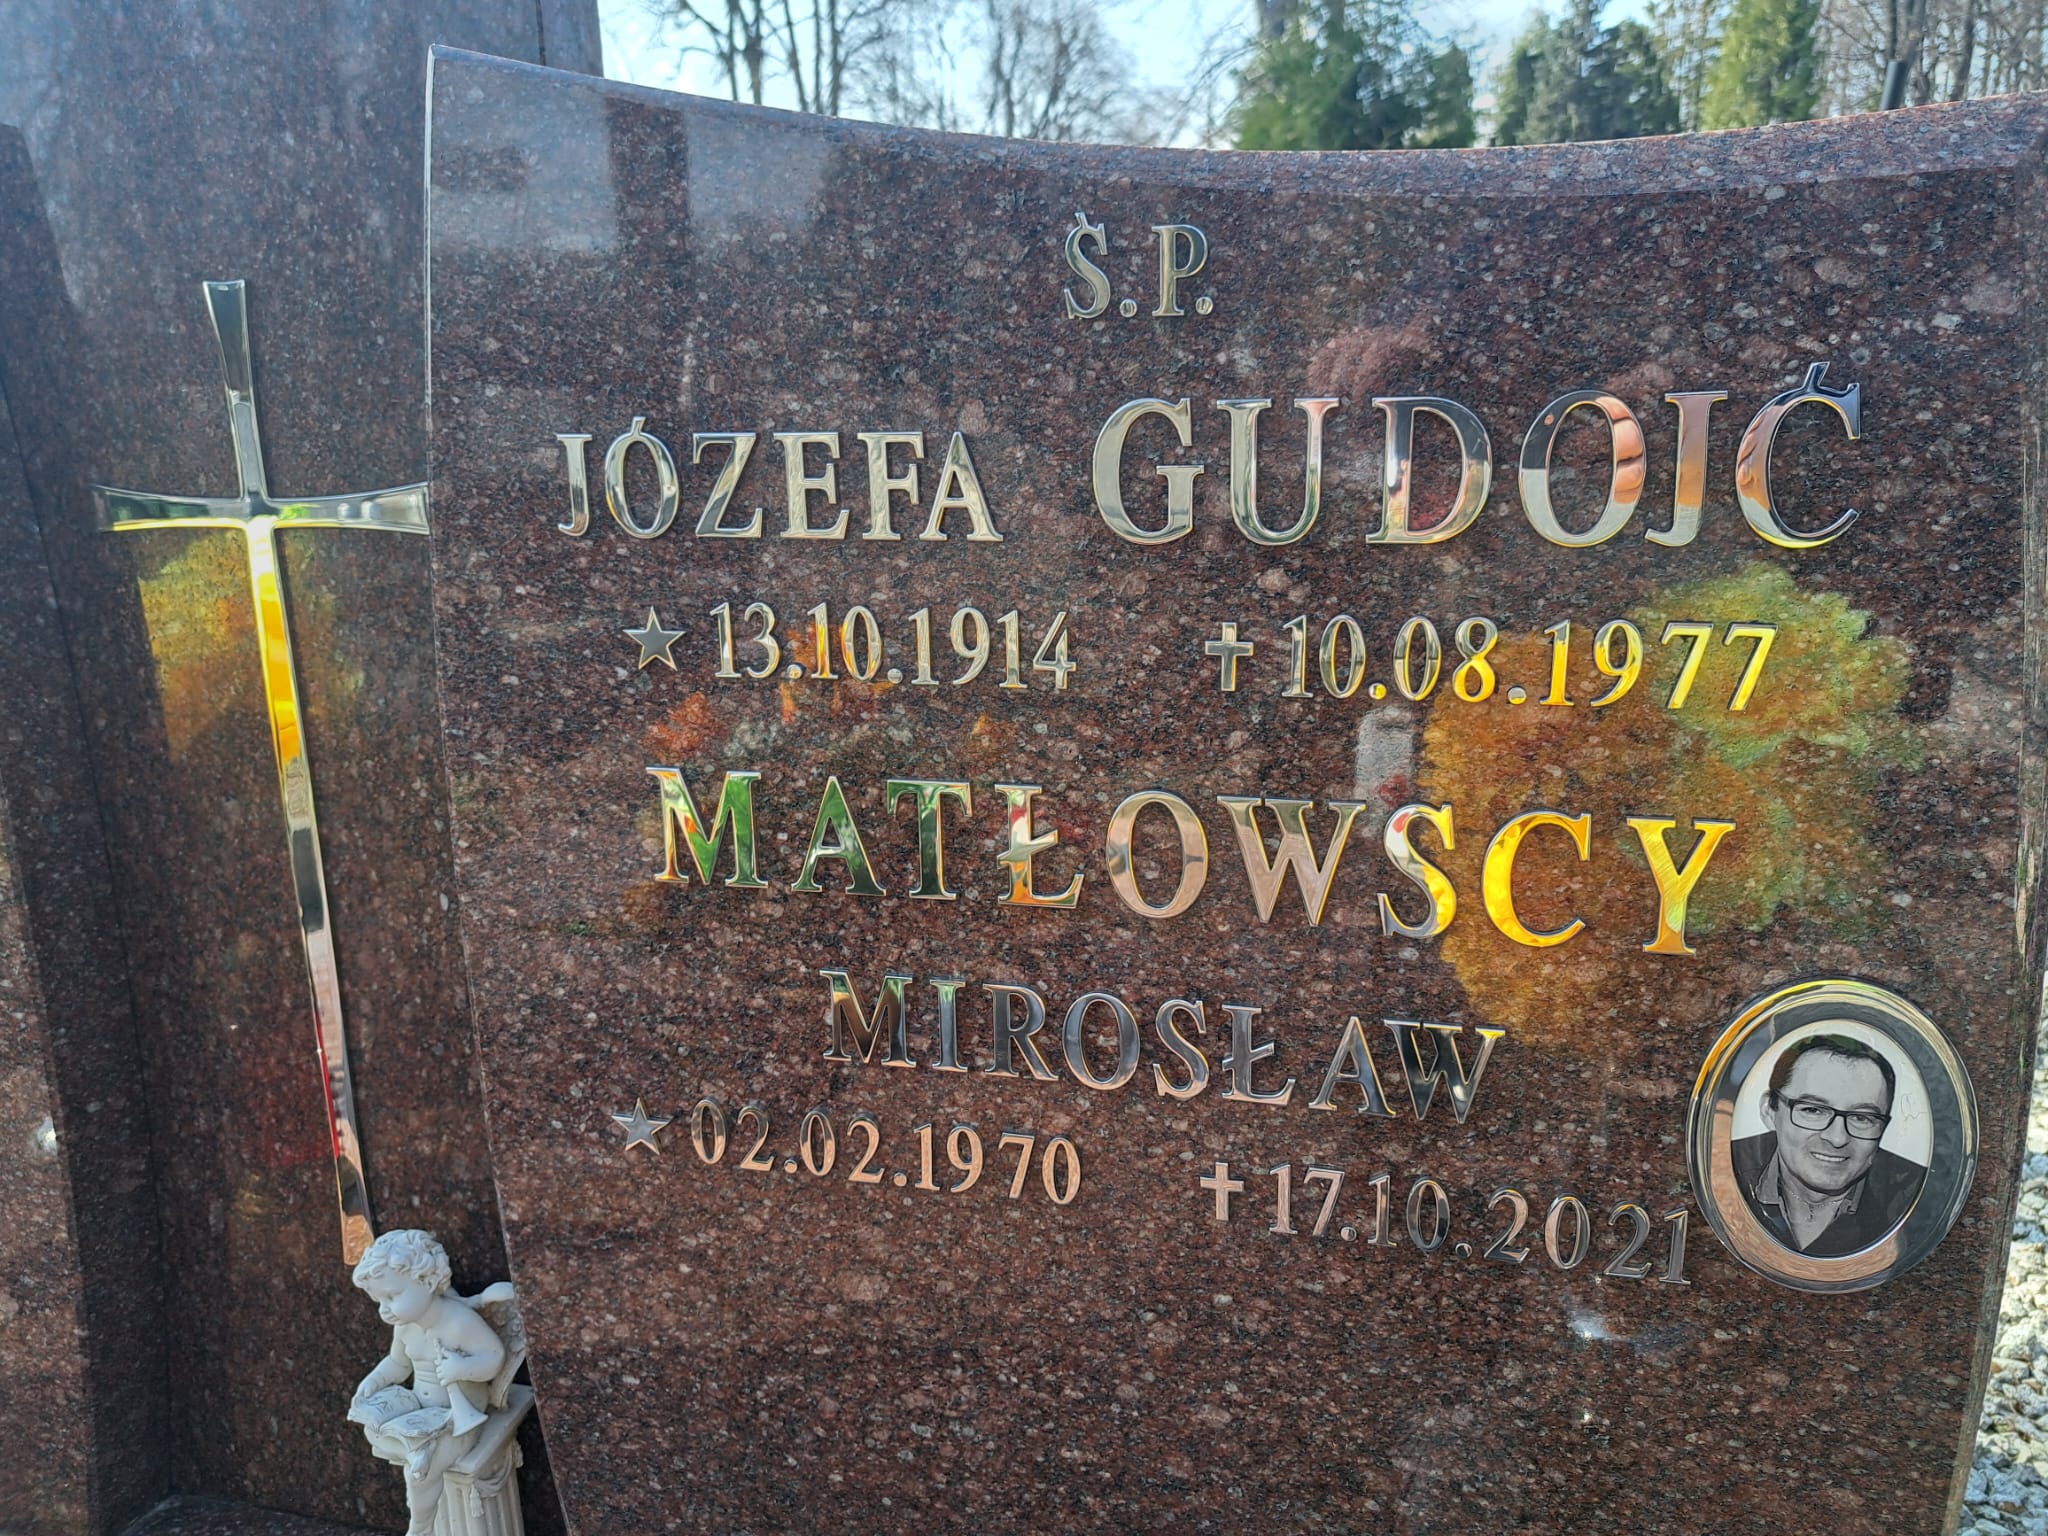 Ś.P.
JÓZEFA GUDOJĆ
★ 13.10.1914 ✝ 10.08.1977
MATŁOWSCY
MIROSŁAW
★ 02.02.1970 ✝ 17.10.2021